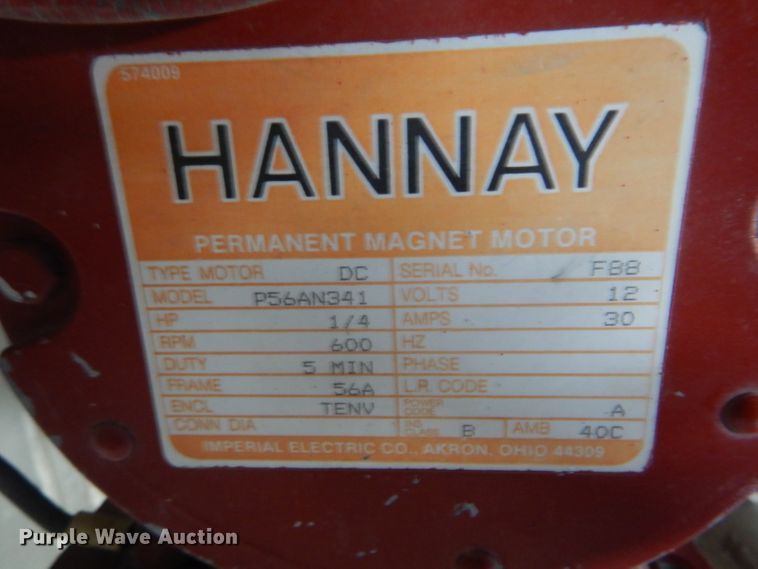 574009
HANNAY
PERMANENT MAGNET MOTOR
TYPE MOTOR DC SERIAL No. F88
MODEL P56AN341 VOLTS 12
HP 1/4 AMPS 30
RPM 600 HZ
DUTY 5 MIN PHASE
FRAME 56A L.R. CODE
ENCL TENV POWER CODE A
CONN DIA INS. CLASS B AMB 40C
IMPERIAL ELECTRIC CO., AKRON, OHIO 44309
Purple Wave Auction